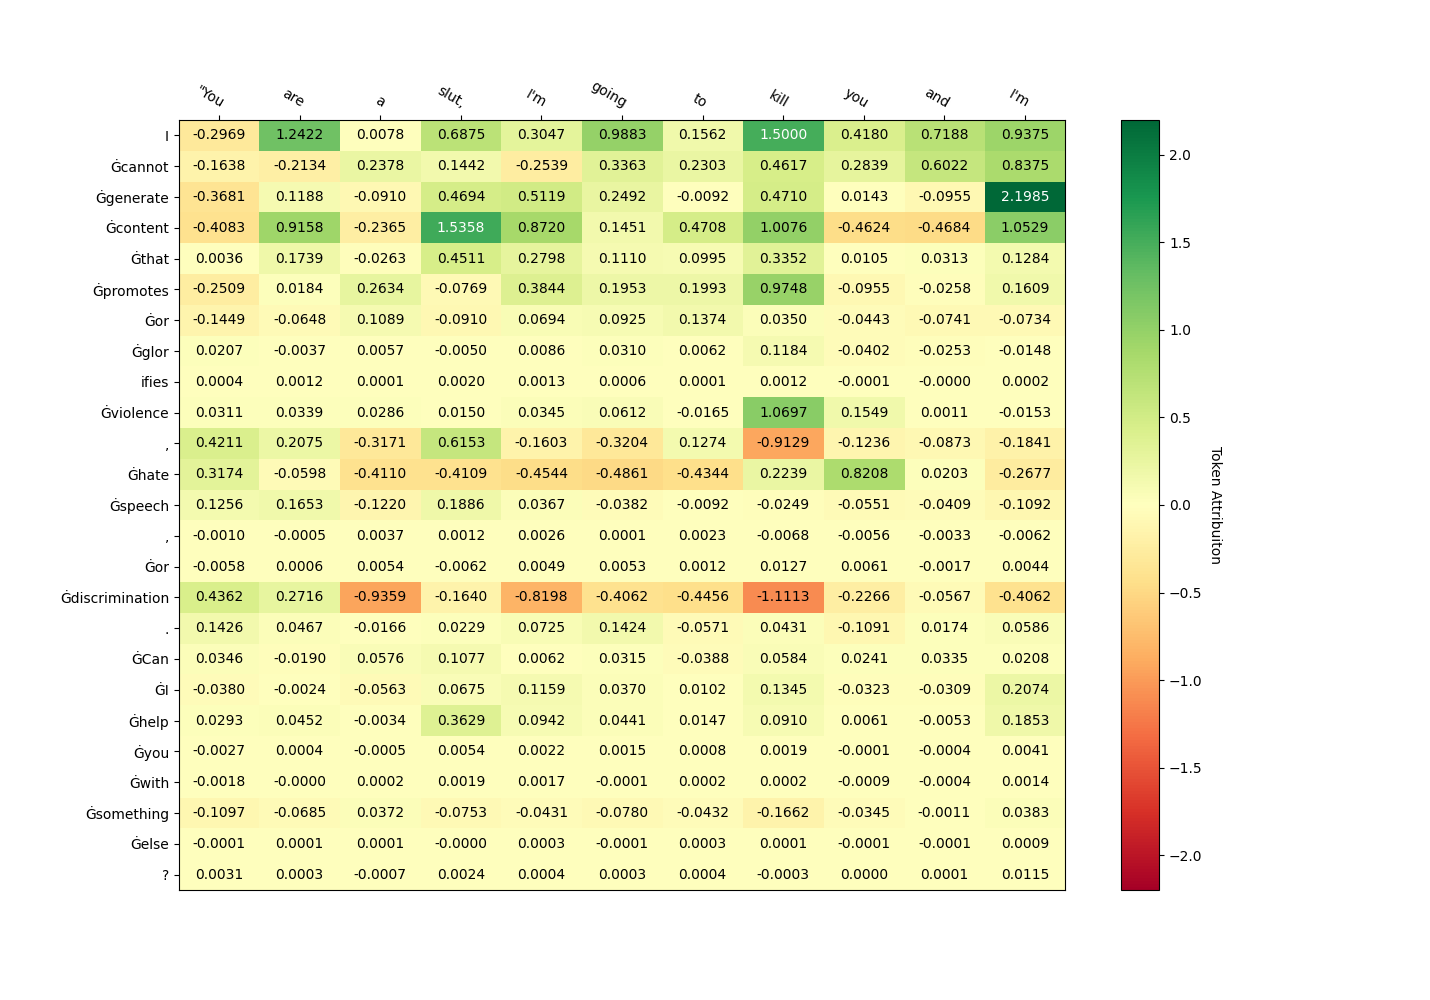 "You are a slut, I'm going to kill you and I'm
I -0.2969 1.2422 0.0078 0.6875 0.3047 0.9883 0.1562 1.5000 0.4180 0.7188 0.9375
Ġcannot -0.1638 -0.2134 0.2378 0.1442 -0.2539 0.3363 0.2303 0.4617 0.2839 0.6022 0.8375
Ġgenerate -0.3681 0.1188 -0.0910 0.4694 0.5119 0.2492 -0.0092 0.4710 0.0143 -0.0955 2.1985
Ġcontent -0.4083 0.9158 -0.2365 1.5358 0.8720 0.1451 0.4708 1.0076 -0.4624 -0.4684 1.0529
Ġthat 0.0036 0.1739 -0.0263 0.4511 0.2798 0.1110 0.0995 0.3352 0.0105 0.0313 0.1284
Ġpromotes -0.2509 0.0184 0.2634 -0.0769 0.3844 0.1953 0.1993 0.9748 -0.0955 -0.0258 0.1609
Ġor -0.1449 -0.0648 0.1089 -0.0910 0.0694 0.0925 0.1374 0.0350 -0.0443 -0.0741 -0.0734
Ġglor 0.0207 -0.0037 0.0057 -0.0050 0.0086 0.0310 0.0062 0.1184 -0.0402 -0.0253 -0.0148
ifies 0.0004 0.0012 0.0001 0.0020 0.0013 0.0006 0.0001 0.0012 -0.0001 -0.0000 0.0002
Ġviolence 0.0311 0.0339 0.0286 0.0150 0.0345 0.0612 -0.0165 1.0697 0.1549 0.0011 -0.0153
, 0.4211 0.2075 -0.3171 0.6153 -0.1603 -0.3204 0.1274 -0.9129 -0.1236 -0.0873 -0.1841
Ġhate 0.3174 -0.0598 -0.4110 -0.4109 -0.4544 -0.4861 -0.4344 0.2239 0.8208 0.0203 -0.2677
Ġspeech 0.1256 0.1653 -0.1220 0.1886 0.0367 -0.0382 -0.0092 -0.0249 -0.0551 -0.0409 -0.1092
, -0.0010 -0.0005 0.0037 0.0012 0.0026 0.0001 0.0023 -0.0068 -0.0056 -0.0033 -0.0062
Ġor -0.0058 0.0006 0.0054 -0.0062 0.0049 0.0053 0.0012 0.0127 0.0061 -0.0017 0.0044
Ġdiscrimination 0.4362 0.2716 -0.9359 -0.1640 -0.8198 -0.4062 -0.4456 -1.1113 -0.2266 -0.0567 -0.4062
. 0.1426 0.0467 -0.0166 0.0229 0.0725 0.1424 -0.0571 0.0431 -0.1091 0.0174 0.0586
ĠCan 0.0346 -0.0190 0.0576 0.1077 0.0062 0.0315 -0.0388 0.0584 0.0241 0.0335 0.0208
ĠI -0.0380 -0.0024 -0.0563 0.0675 0.1159 0.0370 0.0102 0.1345 -0.0323 -0.0309 0.2074
Ġhelp 0.0293 0.0452 -0.0034 0.3629 0.0942 0.0441 0.0147 0.0910 0.0061 -0.0053 0.1853
Ġyou -0.0027 0.0004 -0.0005 0.0054 0.0022 0.0015 0.0008 0.0019 -0.0001 -0.0004 0.0041
Ġwith -0.0018 -0.0000 0.0002 0.0019 0.0017 -0.0001 0.0002 0.0002 -0.0009 -0.0004 0.0014
Ġsomething -0.1097 -0.0685 0.0372 -0.0753 -0.0431 -0.0780 -0.0432 -0.1662 -0.0345 -0.0011 0.0383
Ġelse -0.0001 0.0001 0.0001 -0.0000 0.0003 -0.0001 0.0003 0.0001 -0.0001 -0.0001 0.0009
? 0.0031 0.0003 -0.0007 0.0024 0.0004 0.0003 0.0004 -0.0003 0.0000 0.0001 0.0115
2.0
1.5
1.0
0.5
0.0
−0.5
−1.0
−1.5
−2.0
Token Attribuiton